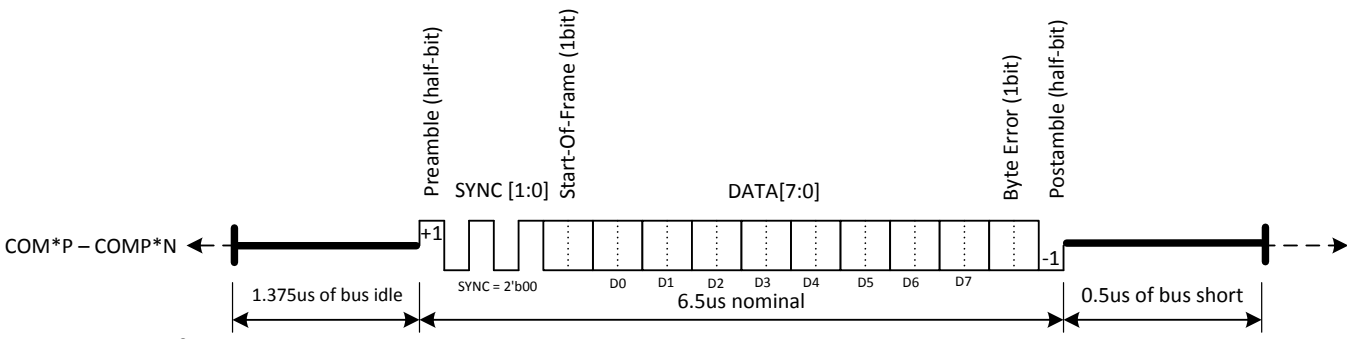 Preamble (half-bit)
SYNC [1:0]
Start-Of-Frame (1bit)
DATA[7:0]
Byte Error (1bit)
Postamble (half-bit)
COM*P – COMP*N
+1
-1
SYNC = 2'b00
D0
D1
D2
D3
D4
D5
D6
D7
1.375us of bus idle
6.5us nominal
0.5us of bus short